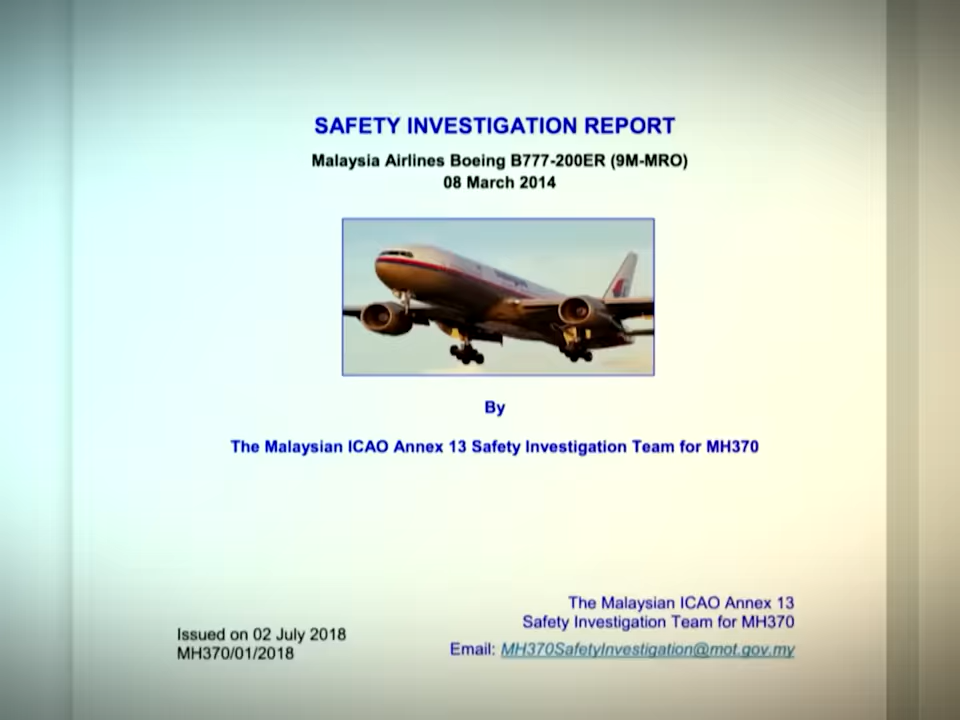 SAFETY INVESTIGATION REPORT
Malaysia Airlines Boeing B777-200ER (9M-MRO)
08 March 2014
By
The Malaysian ICAO Annex 13 Safety Investigation Team for MH370
Issued on 02 July 2018
MH370/01/2018
The Malaysian ICAO Annex 13
Safety Investigation Team for MH370
Email: MH370SafetyInvestigation@mot.gov.my